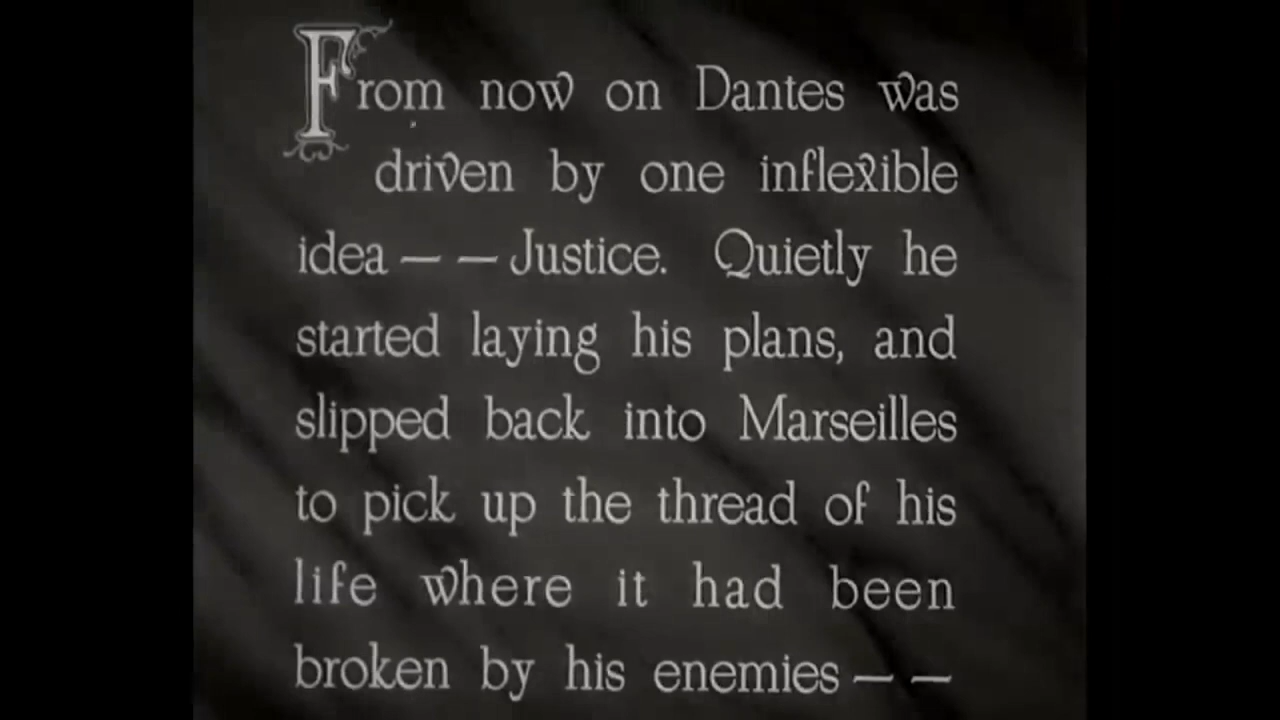 From now on Dantes was
driven by one inflexible
idea — — Justice. Quietly he
started laying his plans, and
slipped back into Marseilles
to pick up the thread of his
life where it had been
broken by his enemies — —